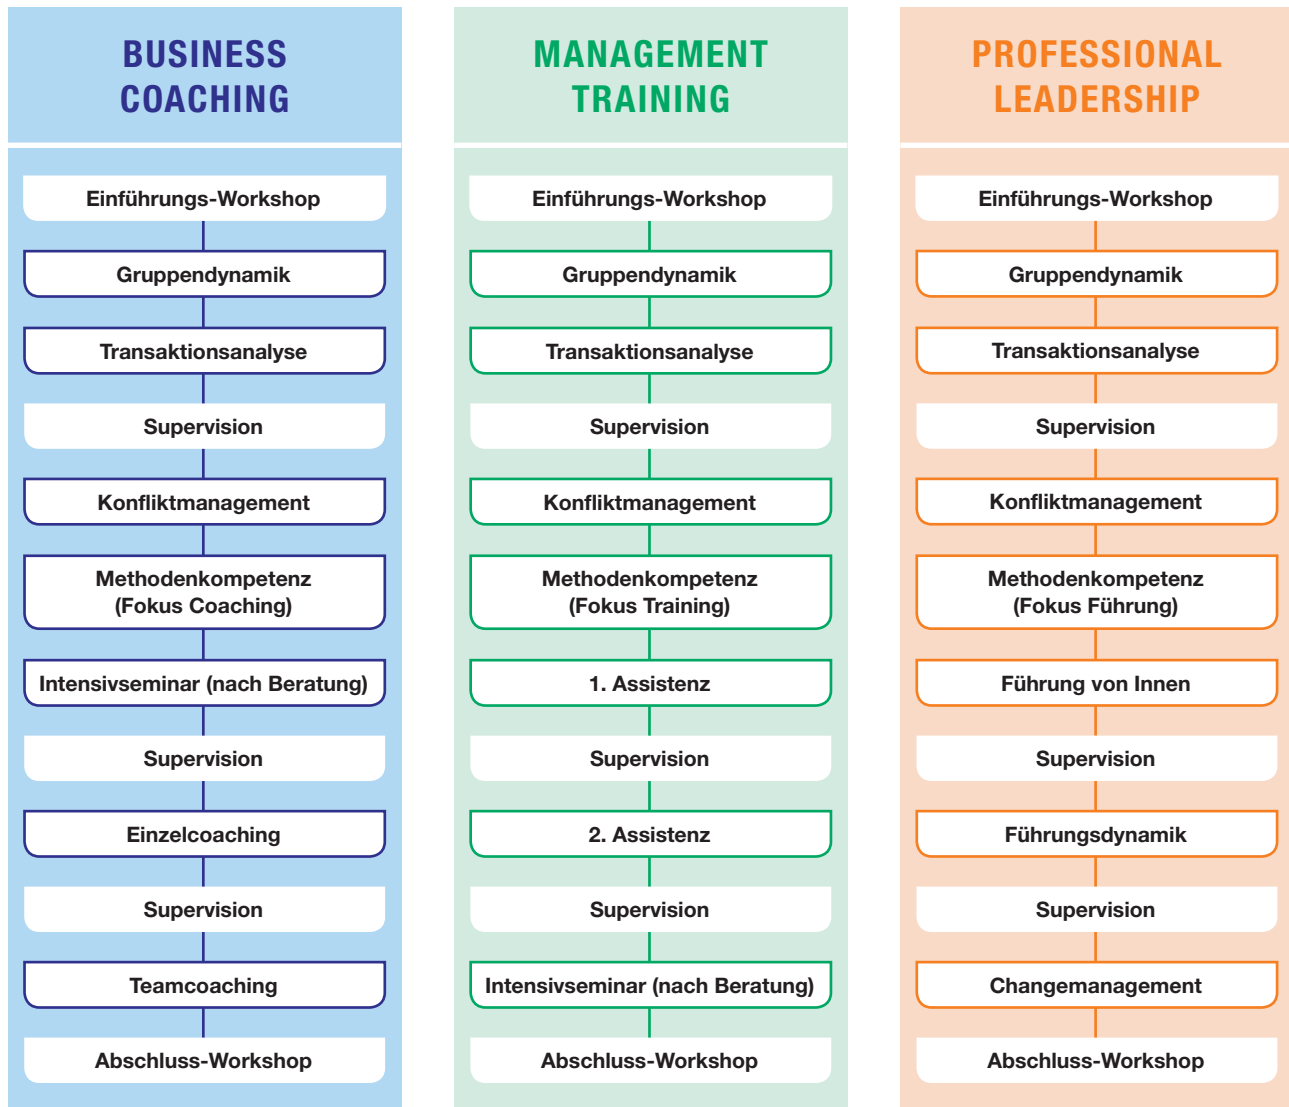 BUSINESS
COACHING
Einführungs-Workshop
Gruppendynamik
Transaktionsanalyse
Supervision
Konfliktmanagement
Methodenkompetenz
(Fokus Coaching)
Intensivseminar (nach Beratung)
Supervision
Einzelcoaching
Supervision
Teamcoaching
Abschluss-Workshop
MANAGEMENT
TRAINING
Einführungs-Workshop
Gruppendynamik
Transaktionsanalyse
Supervision
Konfliktmanagement
Methodenkompetenz
(Fokus Training)
1. Assistenz
Supervision
2. Assistenz
Supervision
Intensivseminar (nach Beratung)
Abschluss-Workshop
PROFESSIONAL
LEADERSHIP
Einführungs-Workshop
Gruppendynamik
Transaktionsanalyse
Supervision
Konfliktmanagement
Methodenkompetenz
(Fokus Führung)
Führung von Innen
Supervision
Führungsdynamik
Supervision
Changemanagement
Abschluss-Workshop